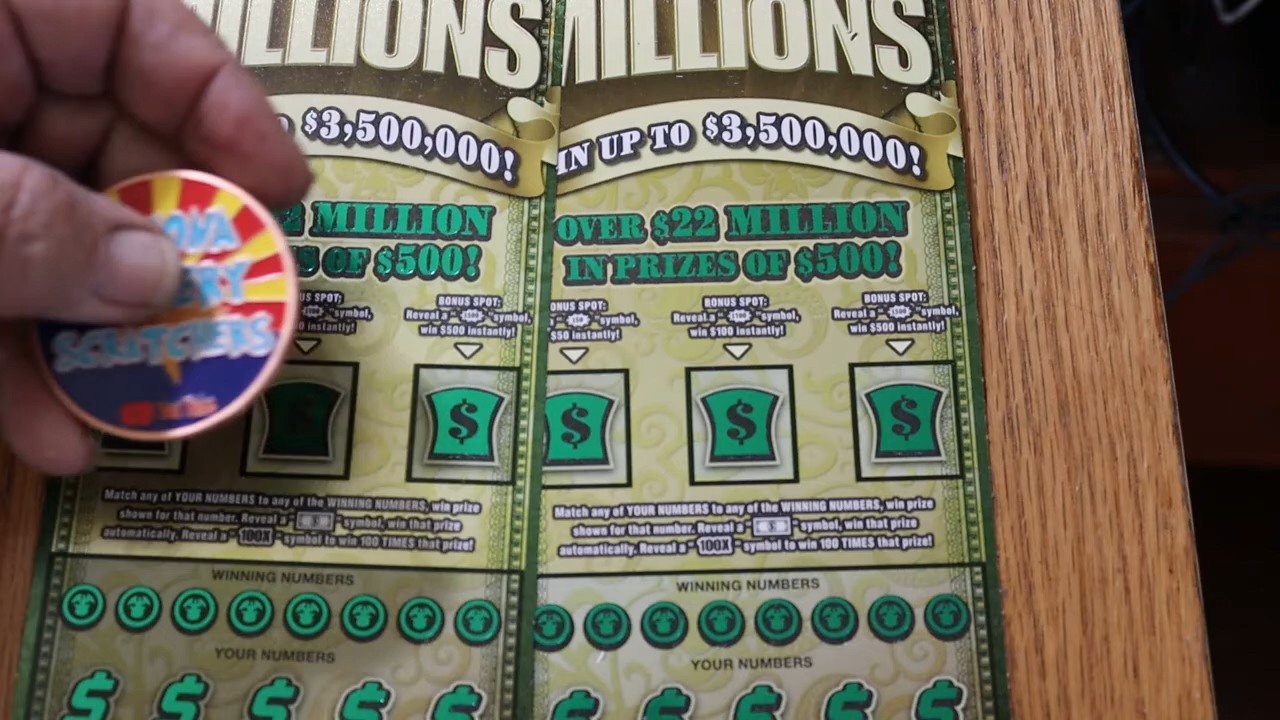 MILLIONS
$3,500,000!
MILLION
OF $500!
BONUS SPOT:
Reveal a "$500" symbol,
win $500 instantly!
$
Match any of YOUR NUMBERS to any of the WINNING NUMBERS, win prize
shown for that number. Reveal a " $ " symbol, win that prize
automatically. Reveal a "100X" symbol to win 100 TIMES that prize!
WINNING NUMBERS
YOUR NUMBERS
$ $ $ $ $
MILLIONS
IN UP TO $3,500,000!
OVER $22 MILLION
IN PRIZES OF $500!
BONUS SPOT:
symbol,
$50 instantly!
BONUS SPOT:
Reveal a "$100" symbol,
win $100 instantly!
BONUS SPOT:
Reveal a "$500" symbol,
win $500 instantly!
$ $ $
Match any of YOUR NUMBERS to any of the WINNING NUMBERS, win prize
shown for that number. Reveal a " $ " symbol, win that prize
automatically. Reveal a "100X" symbol to win 100 TIMES that prize!
WINNING NUMBERS
YOUR NUMBERS
$ $ $ $ $
SCRATCHERS
YouTube